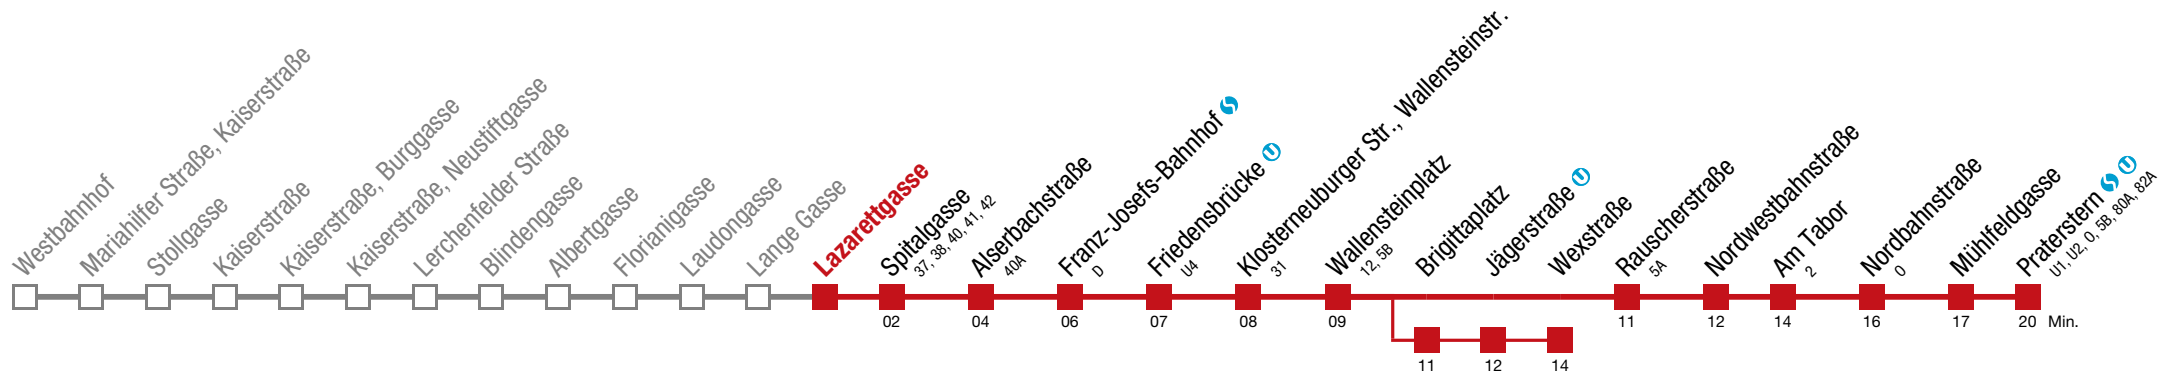 Westbahnhof
Mariahilfer Straße, Kaiserstraße
Stollgasse
Kaiserstraße
Kaiserstraße, Burggasse
Kaiserstraße, Neustiftgasse
Lerchenfelder Straße
Blindengasse
Albertgasse
Florianigasse
Laudongasse
Lange Gasse
Lazarettgasse
Spitalgasse
37, 38, 40, 41, 42
Alserbachstraße
40A
Franz-Josefs-Bahnhof S
D
Friedensbrücke U
U4
Klosterneuburger Str., Wallensteinstr.
31
Wallensteinplatz
12, 5B
Brigittaplatz
Jägerstraße U
Wexstraße
Rauscherstraße
5A
Nordwestbahnstraße
Am Tabor
2
Nordbahnstraße
O
Mühlfeldgasse
Praterstern S U
U1, U2, O, 5B, 80A, 82A
02 04 06 07 08 09 11 12 14 16 17 20 Min.
11 12 14